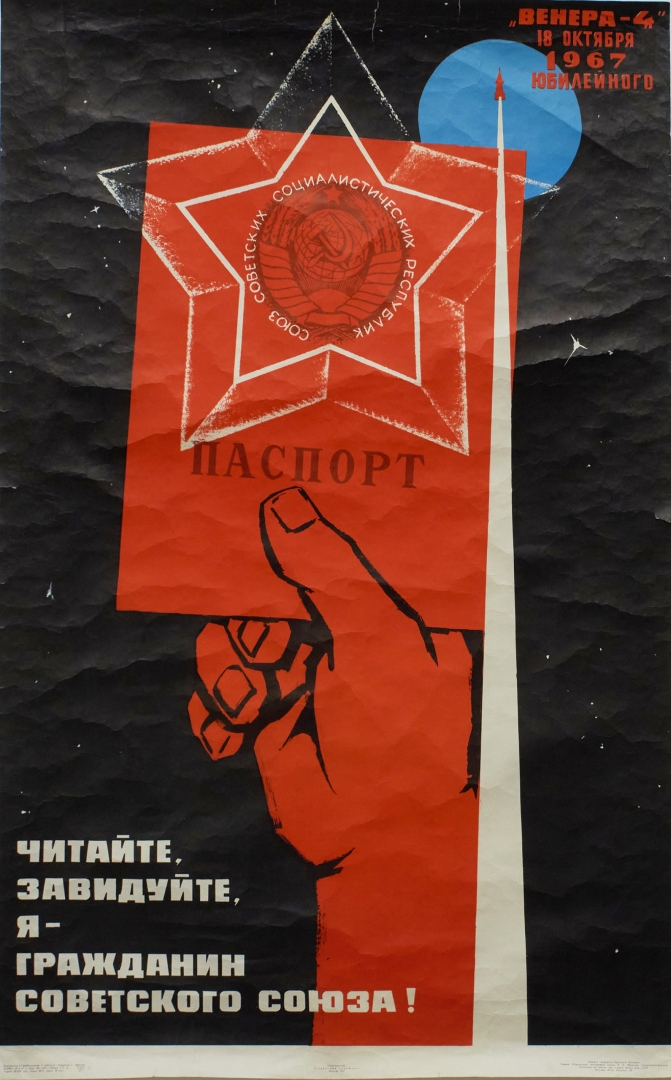 „ВЕНЕРА-4”
18 ОКТЯБРЯ
1967
ЮБИЛЕЙНОГО
СОЮЗ СОВЕТСКИХ СОЦИАЛИСТИЧЕСКИХ РЕСПУБЛИК
ПАСПОРТ
ЧИТАЙТЕ,
ЗАВИДУЙТЕ,
Я-
ГРАЖДАНИН
СОВЕТСКОГО СОЮЗА!